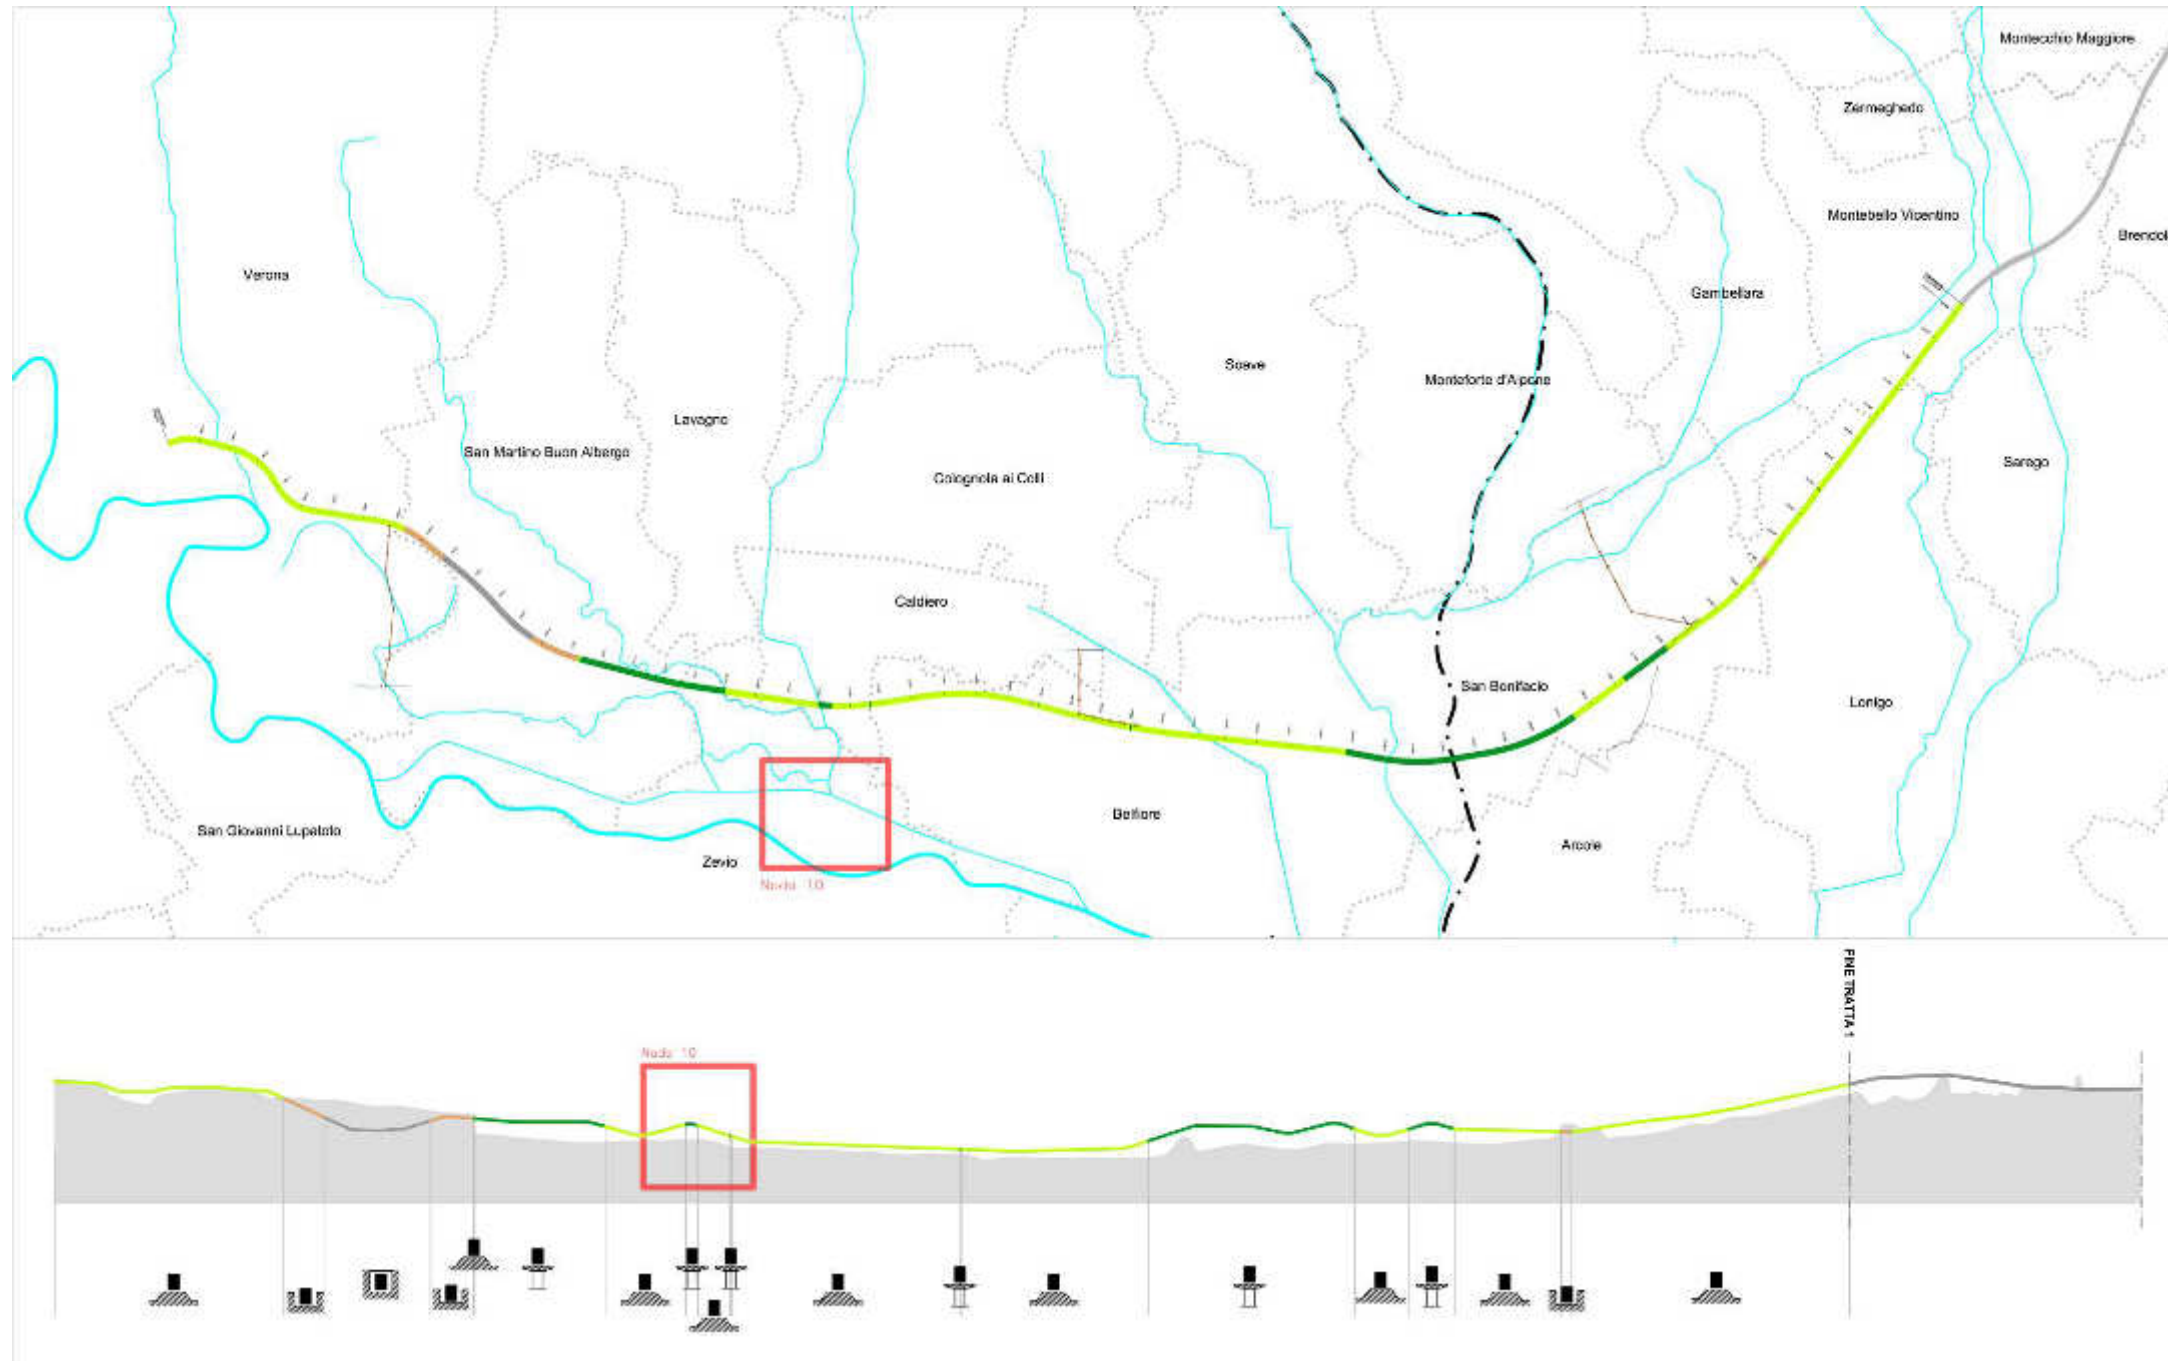 Montecchio Maggiore
Zermeghedo
Montebello Vicentino
Brendol
Verona
Gambellara
Soave
Monteforte d'Alpone
Lavagno
San Martino Buon Albergo
Sarego
Colognola ai Colli
Caldiero
San Bonifacio
Lonigo
Belfiore
San Giovanni Lupatoto
Arcole
Zevio
Nodo 10
FINE TRATTA 1
Nodo 10